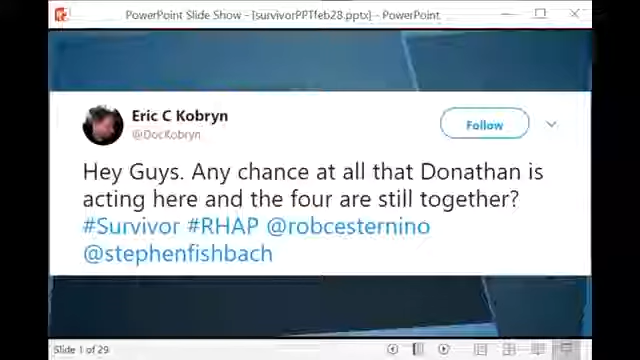 PowerPoint Slide Show - [survivorPPTfeb28.pptx] - PowerPoint
Eric C Kobryn
@DocKobryn
Follow
Hey Guys. Any chance at all that Donathan is
acting here and the four are still together?
#Survivor #RHAP @robcesternino
@stephenfishbach
Slide 1 of 29